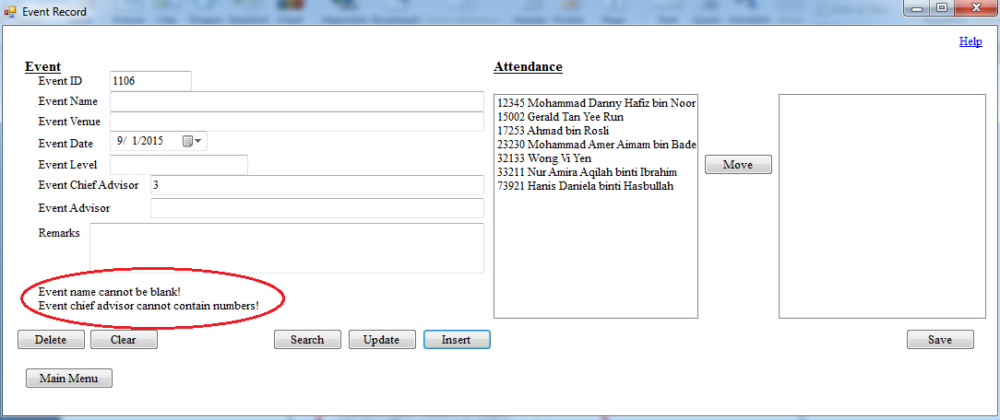 Event Record
Help
Event
Event ID 1106
Event Name
Event Venue
Event Date 9/ 1/2015
Event Level
Event Chief Advisor 3
Event Advisor
Remarks
Event name cannot be blank!
Event chief advisor cannot contain numbers!
Delete Clear Search Update Insert
Main Menu
Attendance
12345 Mohammad Danny Hafiz bin Noor
15002 Gerald Tan Yee Run
17253 Ahmad bin Rosli
23230 Mohammad Amer Aimam bin Bade
32133 Wong Vi Yen
33211 Nur Amira Aqilah binti Ibrahim
73921 Hanis Daniela binti Hasbullah
Move
Save